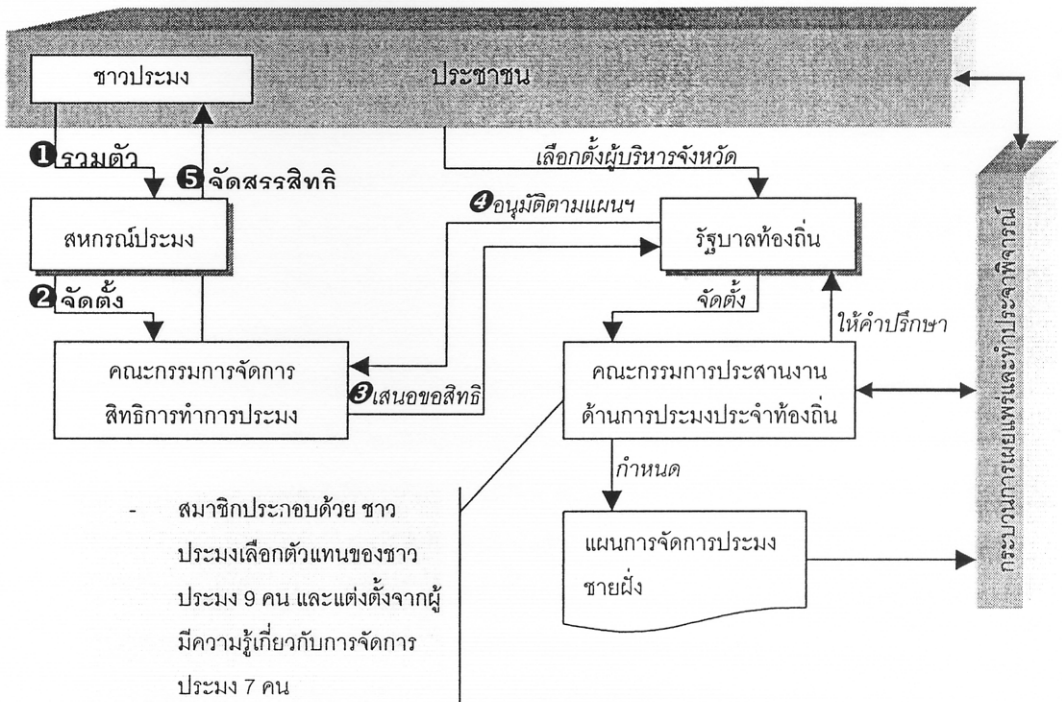 ประชาชน
ชาวประมง
❶รวมตัว
❺จัดสรรสิทธิ
เลือกตั้งผู้บริหารจังหวัด
❹อนุมัติตามแผนฯ
สหกรณ์ประมง
รัฐบาลท้องถิ่น
❷จัดตั้ง
จัดตั้ง
ให้คำปรึกษา
คณะกรรมการจัดการ
สิทธิการทำการประมง
❸เสนอขอสิทธิ
คณะกรรมการประสานงาน
ด้านการประมงประจำท้องถิ่น
กำหนด
แผนการจัดการประมง
ชายฝั่ง
- สมาชิกประกอบด้วย ชาว
ประมงเลือกตัวแทนของชาว
ประมง 9 คน และแต่งตั้งจากผู้
มีความรู้เกี่ยวกับการจัดการ
ประมง 7 คน
กระบวนการเผยแพร่และทำประชาพิจารณ์